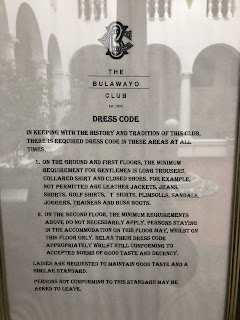 THE
BULAWAYO
CLUB
DRESS CODE
IN KEEPING WITH THE HISTORY AND TRADITION OF THIS CLUB,
THERE IS REQUIRED DRESS CODE IN THESE AREAS AT ALL
TIMES.
1. ON THE GROUND AND FIRST FLOORS, THE MINIMUM
REQUIREMENT FOR GENTLEMEN IS LONG TROUSERS,
COLLARED SHIRT AND CLOSED SHOES. FOR EXAMPLE,
NOT PERMITTED ARE LEATHER JACKETS, JEANS,
SHORTS, GOLF SHIRTS, T SHIRTS, PLIMSOLLS, SANDALS,
JOGGERS, TRAINERS AND BUSH BOOTS.
2. ON THE SECOND FLOOR, THE MINIMUM REQUIREMENTS
ABOVE DO NOT NECESSARILY APPLY. PERSONS STAYING
IN THE ACCOMMODATION ON THIS FLOOR MAY, WHILST ON
THIS FLOOR ONLY, RELAX THEIR DRESS CODE
APPROPRIATELY WHILST STILL CONFORMING TO
ACCEPTED NORMS OF GOOD TASTE AND DECENCY.
LADIES ARE REQUESTED TO MAINTAIN GOOD TASTE AND A
SIMILAR STANDARD.
PERSONS NOT CONFORMING TO THIS STANDARD MAY BE
ASKED TO LEAVE.